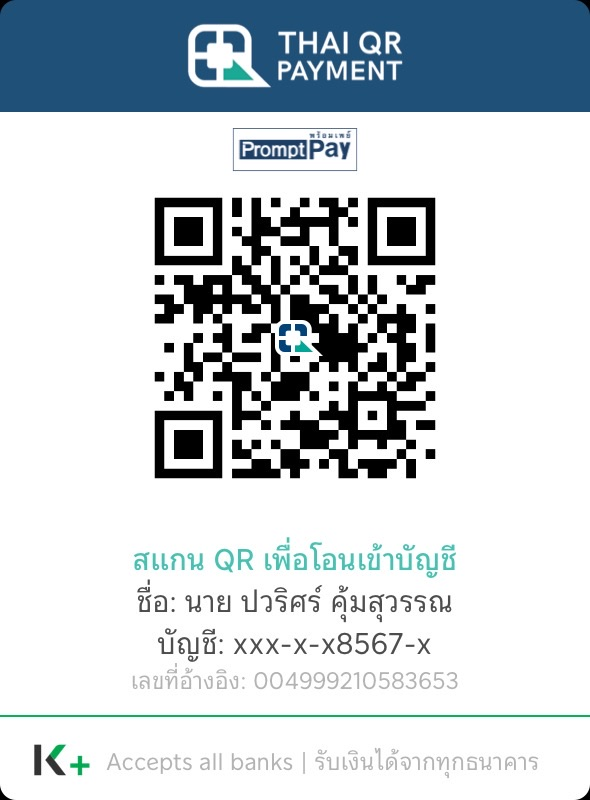 THAI QR
PAYMENT
พร้อมเพย์
PromptPay
สแกน QR เพื่อโอนเข้าบัญชี
ชื่อ: นาย ปวริศร์ คุ้มสุวรรณ
บัญชี: xxx-x-x8567-x
เลขที่อ้างอิง: 004999210583653
K+ Accepts all banks | รับเงินได้จากทุกธนาคาร